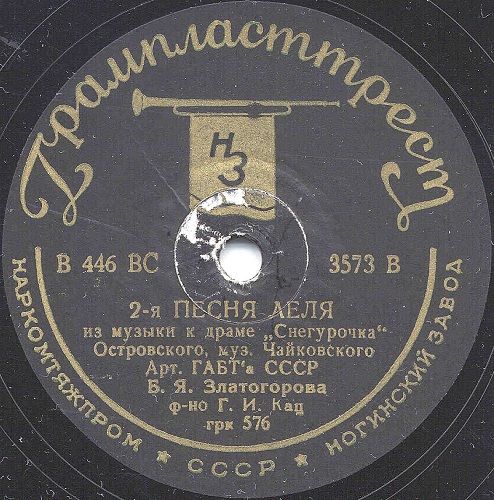 Грампласттрест
НЗ
В 446 ВС 3573 В
2-я ПЕСНЯ ЛЕЛЯ
из музыки к драме „Снегурочка“
Островского, муз. Чайковского
Арт. ГАБТ'а СССР
Б. Я. Златогорова
ф-но Г. И. Кац
грк 576
НАРКОМТЯЖПРОМ ★ СССР ★ НОГИНСКИЙ ЗАВОД